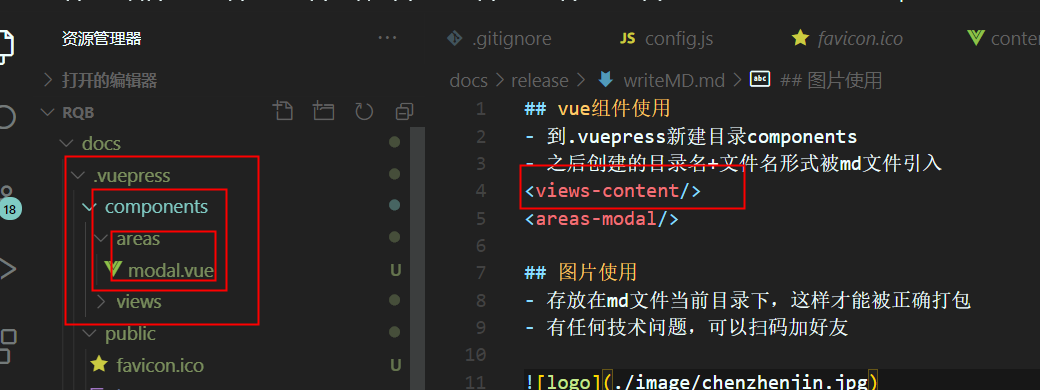 资源管理器
···
打开的编辑器
RQB
docs
.vuepress
components
18
areas
modal.vue
U
views
public
favicon.ico
U
.gitignore
JS config.js
favicon.ico
docs > release > writeMD.md > abc ## 图片使用
1 ## vue组件使用
2 - 到.vuepress新建目录components
3 - 之后创建的目录名+文件名形式被md文件引入
4 <views-content/>
5 <areas-modal/>
6
7 ## 图片使用
8 - 存放在md文件当前目录下，这样才能被正确打包
9 - 有任何技术问题，可以扫码加好友
10
11 ![logo](./image/chenzhenjin.jpg)